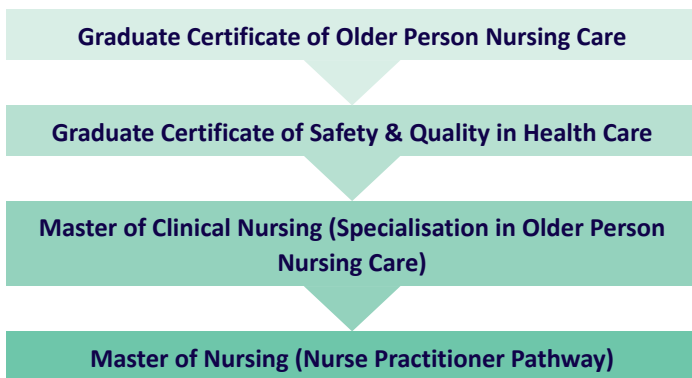 Graduate Certificate of Older Person Nursing Care
Graduate Certificate of Safety & Quality in Health Care
Master of Clinical Nursing (Specialisation in Older Person
Nursing Care)
Master of Nursing (Nurse Practitioner Pathway)